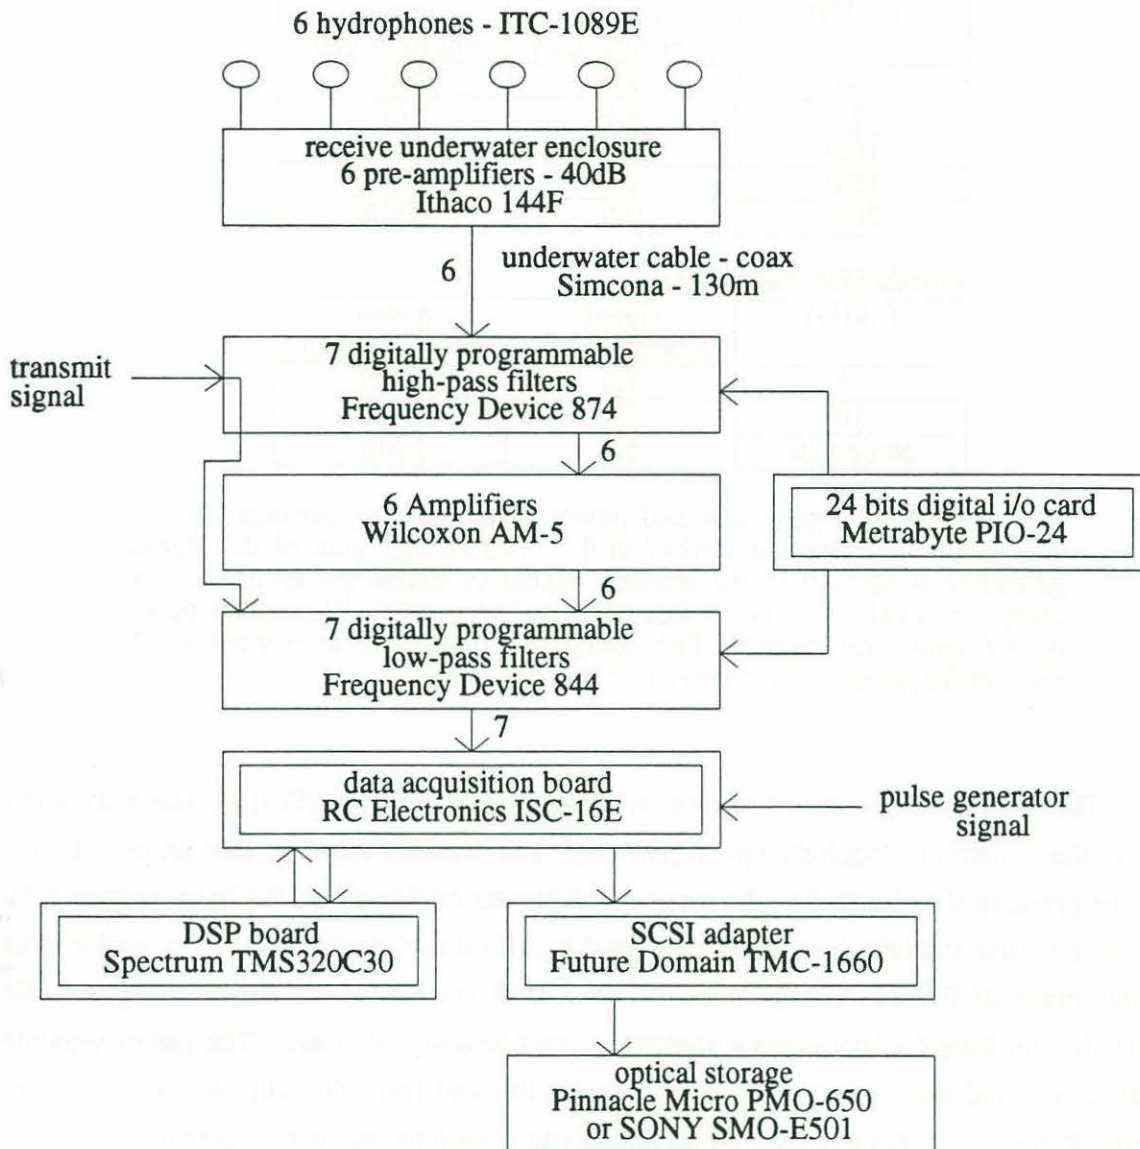 6 hydrophones - ITC-1089E
receive underwater enclosure
6 pre-amplifiers - 40dB
Ithaco 144F
6
underwater cable - coax
Simcona - 130m
transmit
signal
7 digitally programmable
high-pass filters
Frequency Device 874
6
6 Amplifiers
Wilcoxon AM-5
24 bits digital i/o card
Metrabyte PIO-24
6
7 digitally programmable
low-pass filters
Frequency Device 844
7
data acquisition board
RC Electronics ISC-16E
pulse generator
signal
DSP board
Spectrum TMS320C30
SCSI adapter
Future Domain TMC-1660
optical storage
Pinnacle Micro PMO-650
or SONY SMO-E501